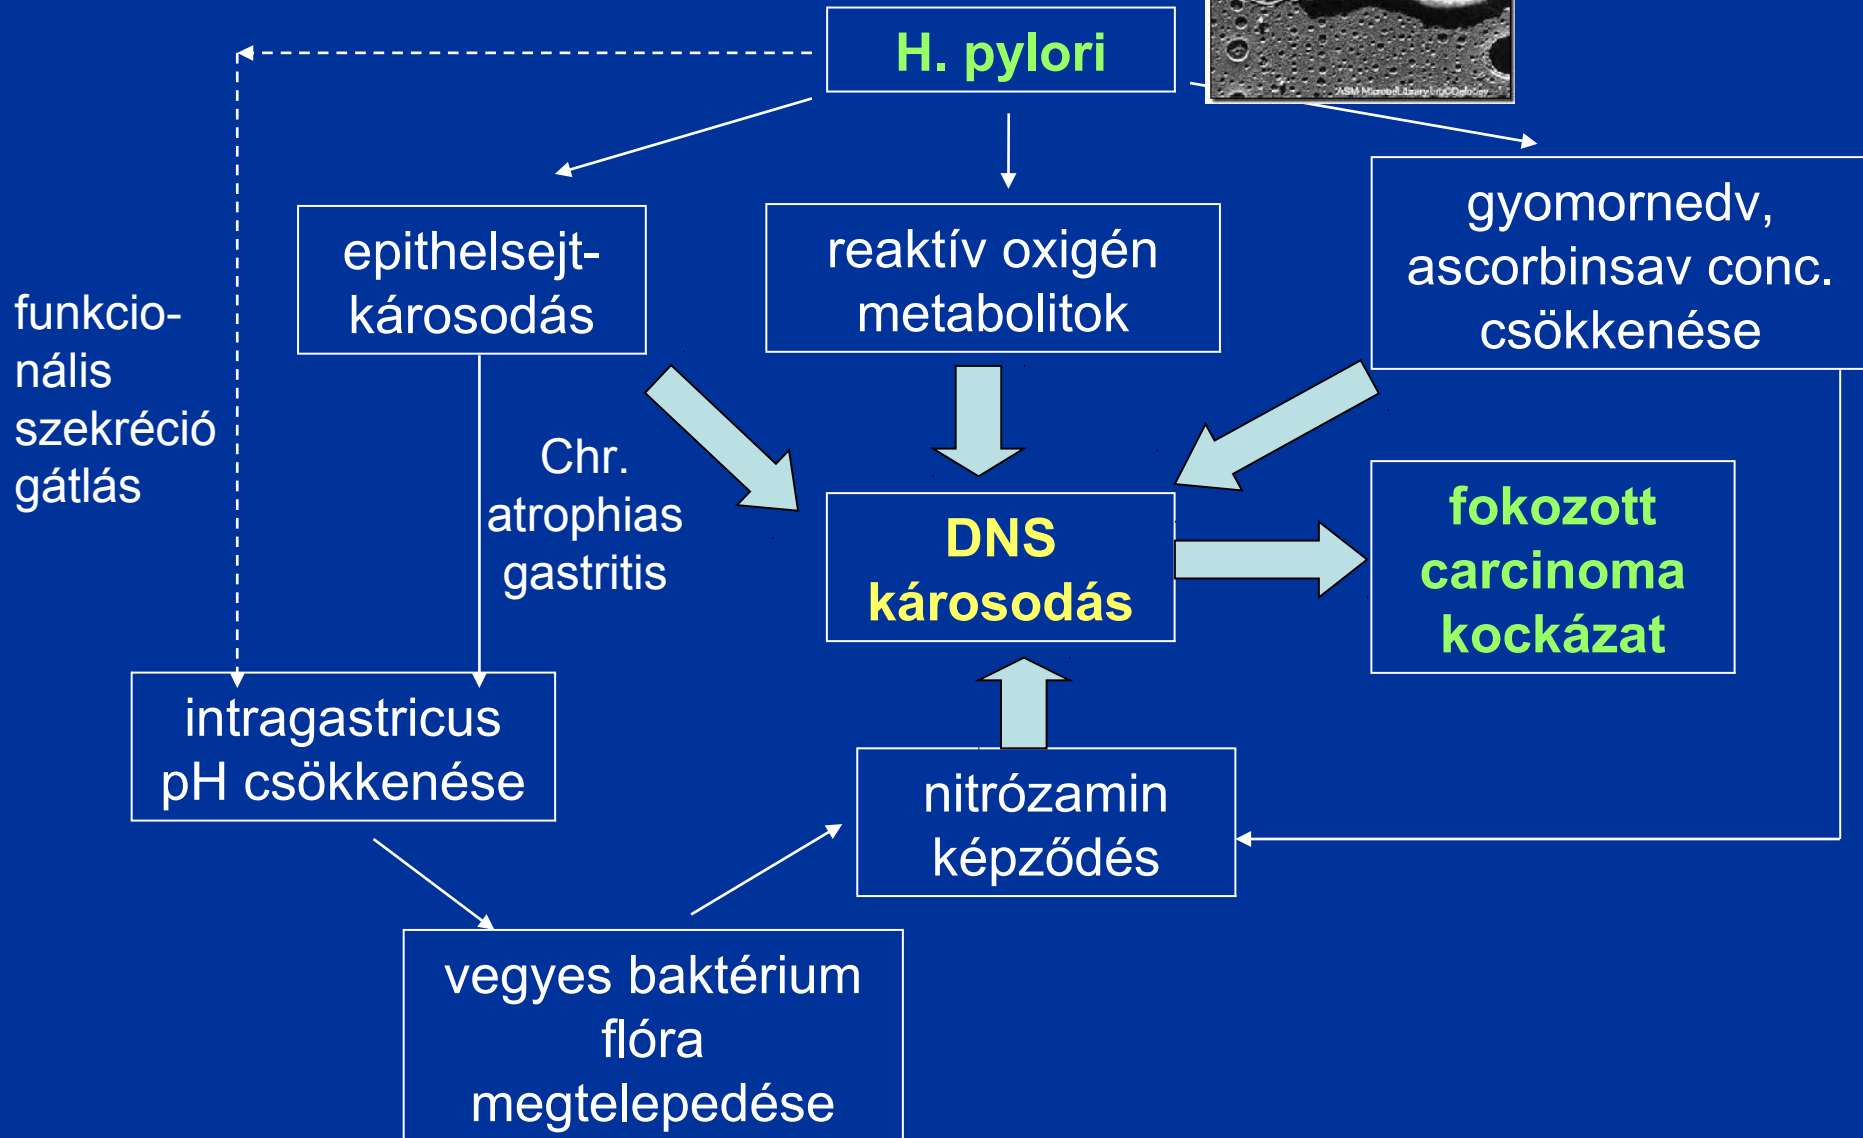 H. pylori
epithelsejt-
károsodás
reaktív oxigén
metabolitok
gyomornedv,
ascorbinsav conc.
csökkenése
funkcio-
nális
szekréció
gátlás
Chr.
atrophias
gastritis
DNS
károsodás
fokozott
carcinoma
kockázat
intragastricus
pH csökkenése
nitrózamin
képződés
vegyes baktérium
flóra
megtelepedése